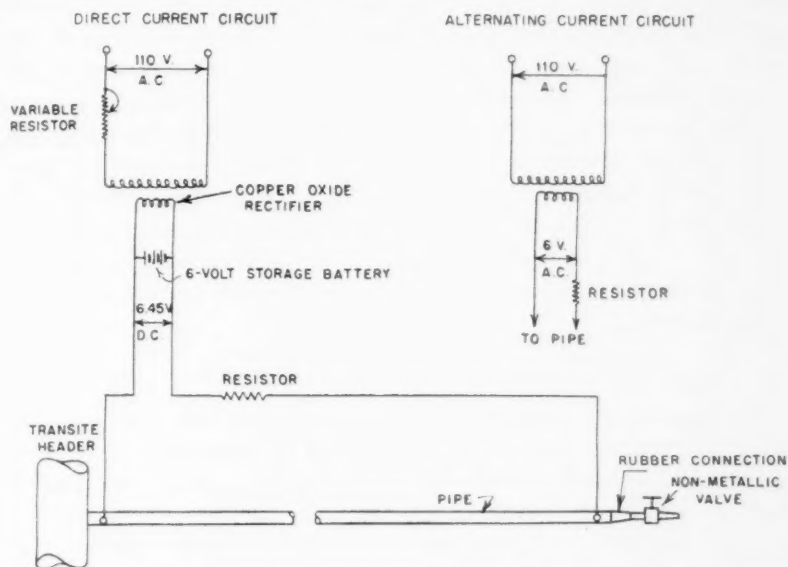 DIRECT CURRENT CIRCUIT
ALTERNATING CURRENT CIRCUIT
110 V.
A.C.
VARIABLE
RESISTOR
COPPER OXIDE
RECTIFIER
6-VOLT STORAGE BATTERY
6.45V.
D.C.
110 V.
A.C.
6 V.
A.C.
RESISTOR
TO PIPE
RESISTOR
TRANSITE
HEADER
PIPE
RUBBER CONNECTION
NON-METALLIC
VALVE